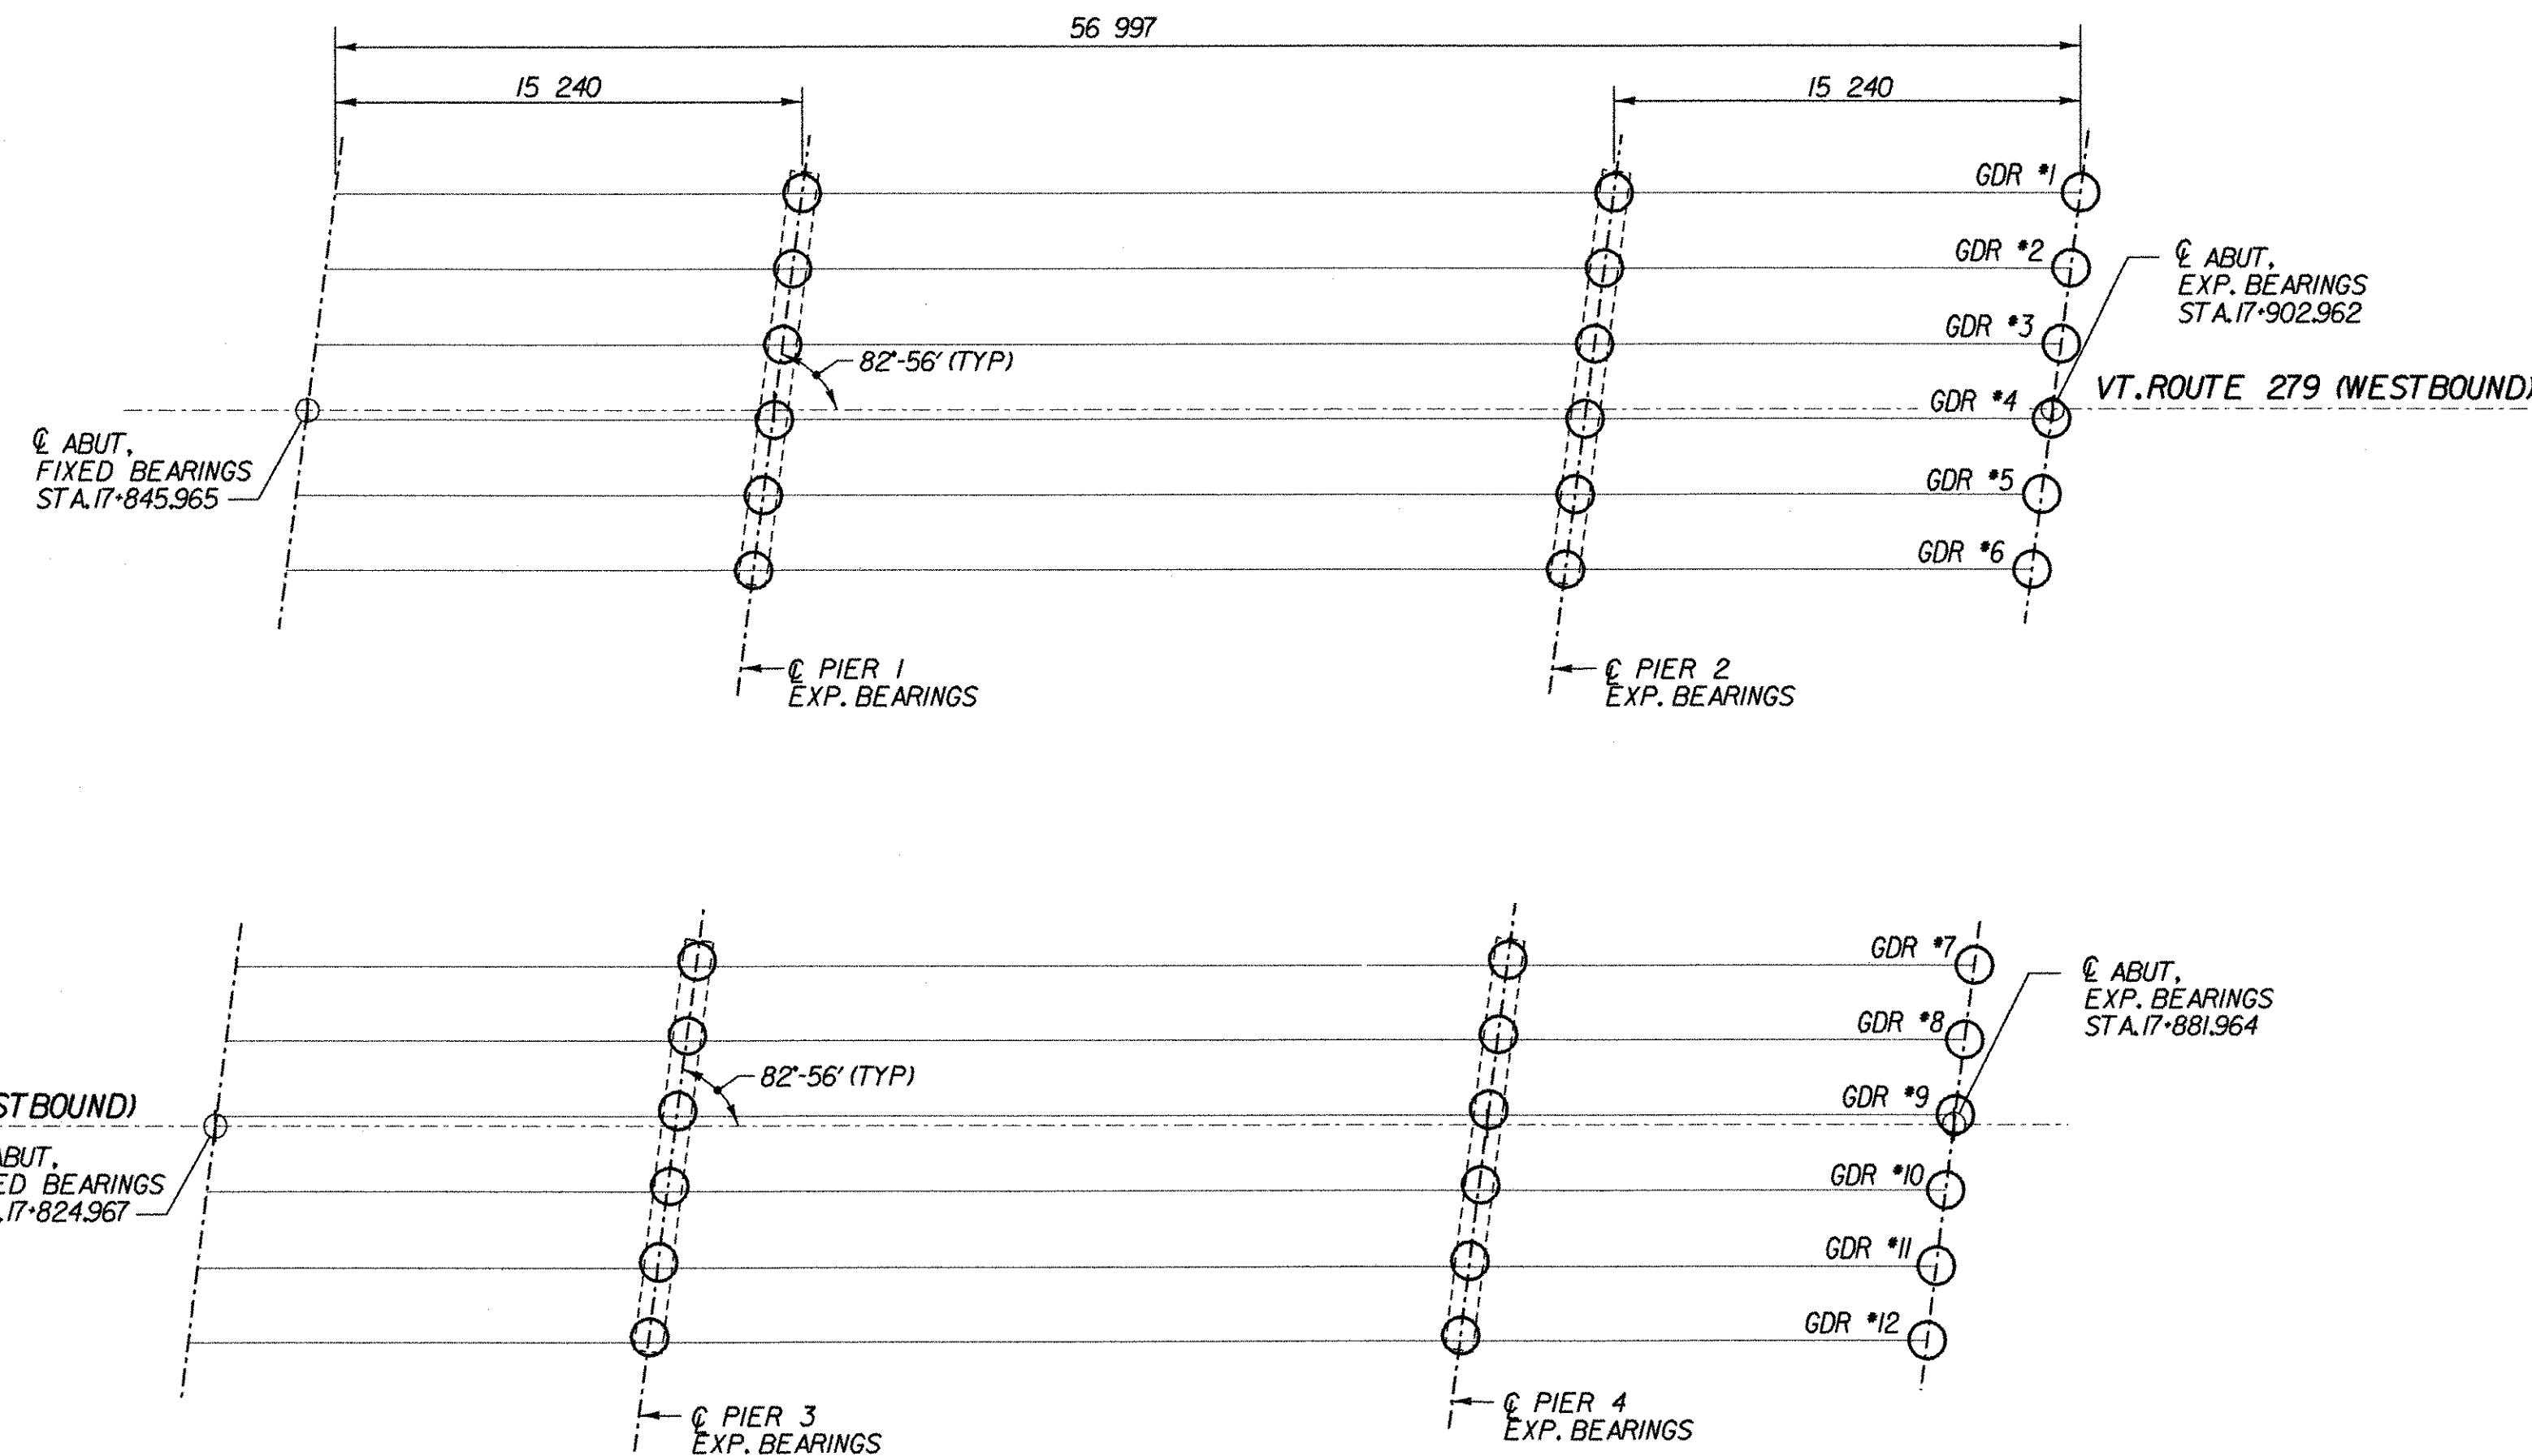 56 997
15 240
15 240
GDR #1
GDR #2
GDR #3
GDR #4
GDR #5
GDR #6
℄ ABUT,
EXP. BEARINGS
STA.17+902.962
82°-56' (TYP)
VT.ROUTE 279 (WESTBOUND)
℄ ABUT,
FIXED BEARINGS
STA.17+845.965
℄ PIER 1
EXP. BEARINGS
℄ PIER 2
EXP. BEARINGS
GDR #7
GDR #8
GDR #9
GDR #10
GDR #11
GDR #12
℄ ABUT,
EXP. BEARINGS
STA.17+881.964
82°-56' (TYP)
STBOUND)
ABUT,
ED BEARINGS
.17+824.967
℄ PIER 3
EXP. BEARINGS
℄ PIER 4
EXP. BEARINGS